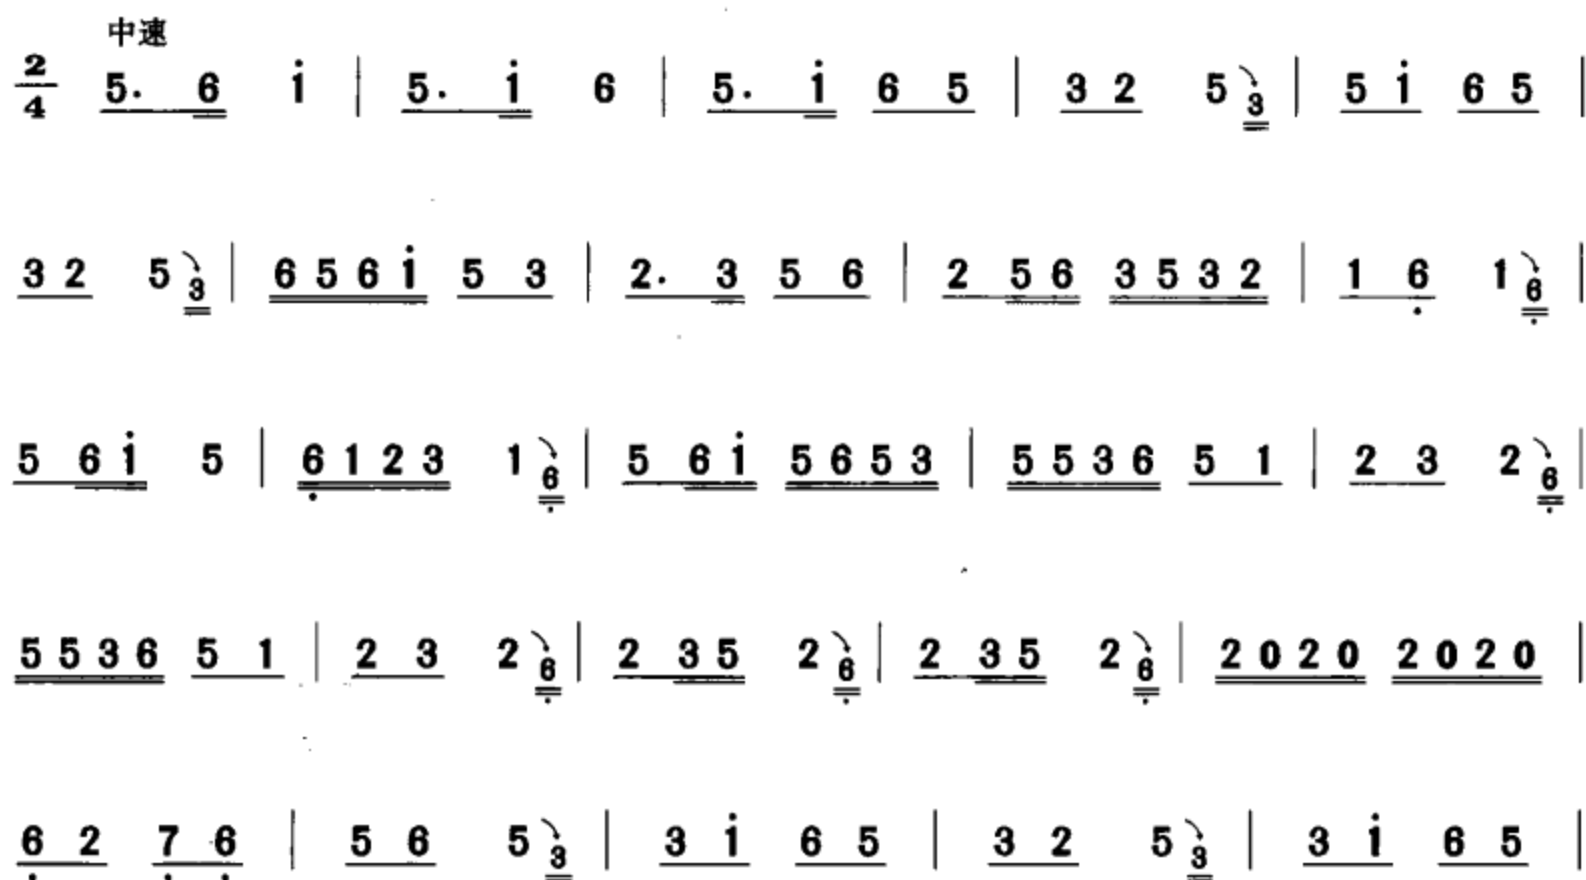 中速
2/4 5. 6 i | 5. i 6 | 5. i 6 5 | 3 2 5 3 | 5 i 6 5 |
3 2 5 3 | 6 5 6 i 5 3 | 2. 3 5 6 | 2 5 6 3 5 3 2 | 1 6̣ 1 6̣ |
5 6 i 5 | 6̣ 1 2 3 1 6̣ | 5 6 i 5 6 5 3 | 5 5 3 6 5 1 | 2 3 2 6̣ |
5 5 3 6 5 1 | 2 3 2 6̣ | 2 3 5 2 6̣ | 2 3 5 2 6̣ | 2 0 2 0 2 0 2 0 |
6̣ 2 7̣ 6̣ | 5 6 5 3 | 3 i 6 5 | 3 2 5 3 | 3 i 6 5 |